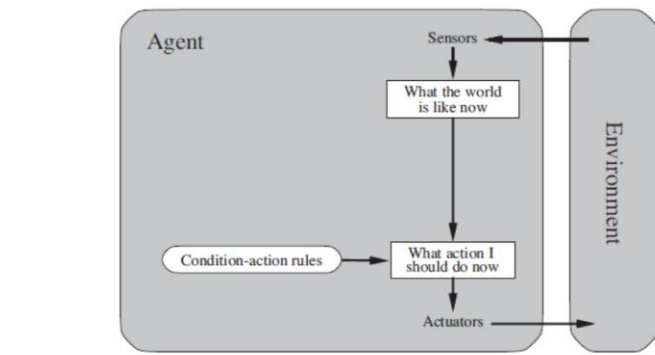 Agent
Sensors
What the world
is like now
Environment
Condition-action rules
What action I
should do now
Actuators